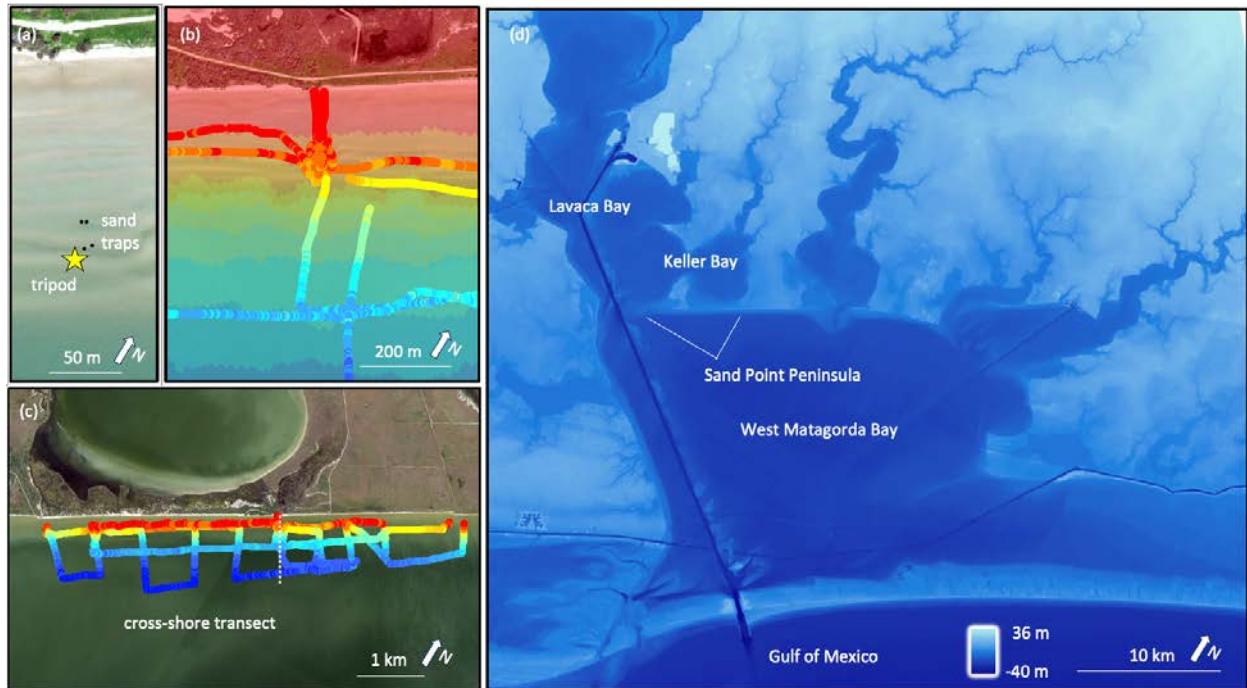 (a)
sand
traps
tripod
50 m
N
(b)
200 m
N
(c)
cross-shore transect
1 km
N
(d)
Lavaca Bay
Keller Bay
Sand Point Peninsula
West Matagorda Bay
Gulf of Mexico
36 m
-40 m
N
10 km